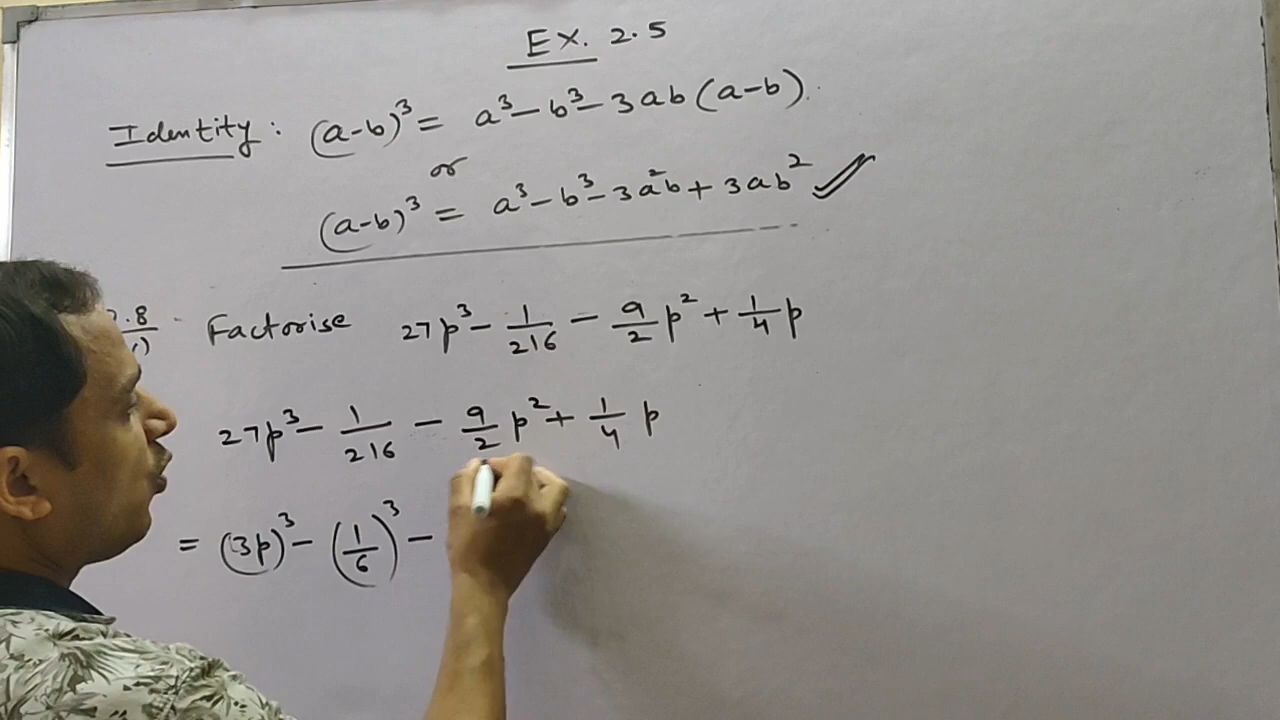 EX. 2.5
Identity: (a-b)³ = a³-b³-3ab(a-b).
or
(a-b)³ = a³-b³-3a²b+3ab²
.8 Factorise 27p³ - 1/216 - 9/2 p² + 1/4 p
27p³ - 1/216 - 9/2 p² + 1/4 p
= (3p)³ - (1/6)³ -